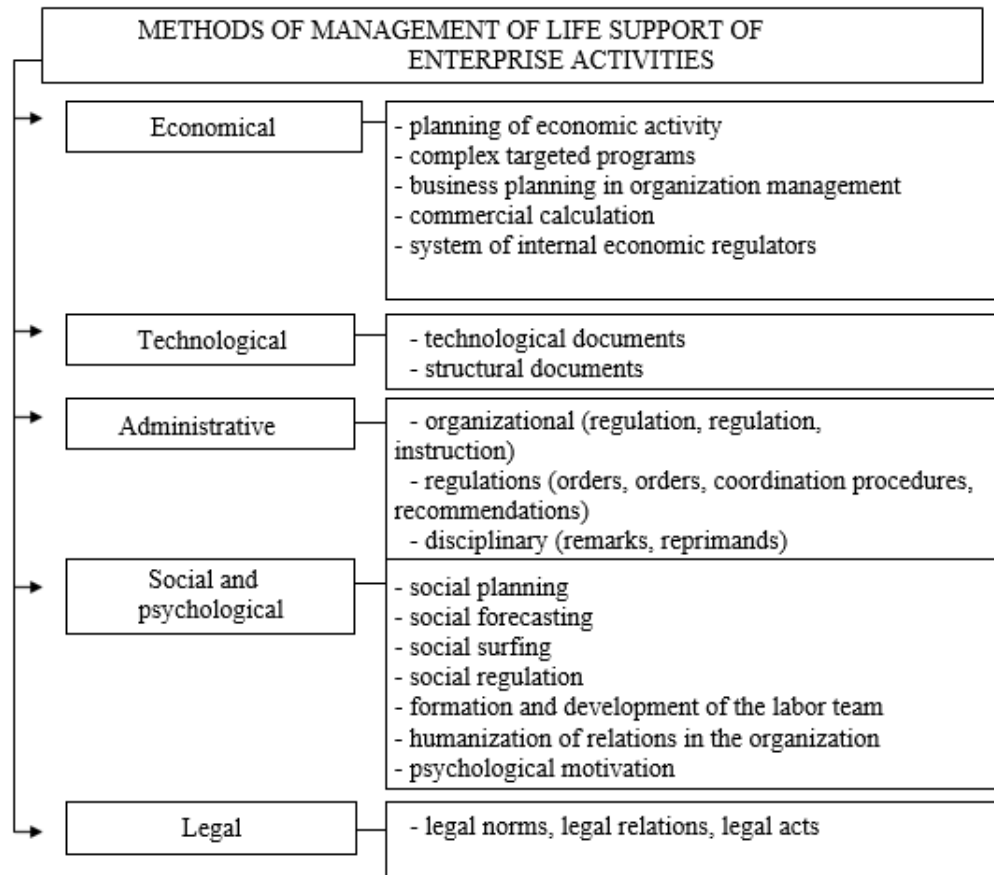 METHODS OF MANAGEMENT OF LIFE SUPPORT OF
ENTERPRISE ACTIVITIES
Economical
- planning of economic activity
- complex targeted programs
- business planning in organization management
- commercial calculation
- system of internal economic regulators
Technological
- technological documents
- structural documents
Administrative
- organizational (regulation, regulation,
instruction)
- regulations (orders, orders, coordination procedures,
recommendations)
- disciplinary (remarks, reprimands)
Social and
psychological
- social planning
- social forecasting
- social surfing
- social regulation
- formation and development of the labor team
- humanization of relations in the organization
- psychological motivation
Legal
- legal norms, legal relations, legal acts